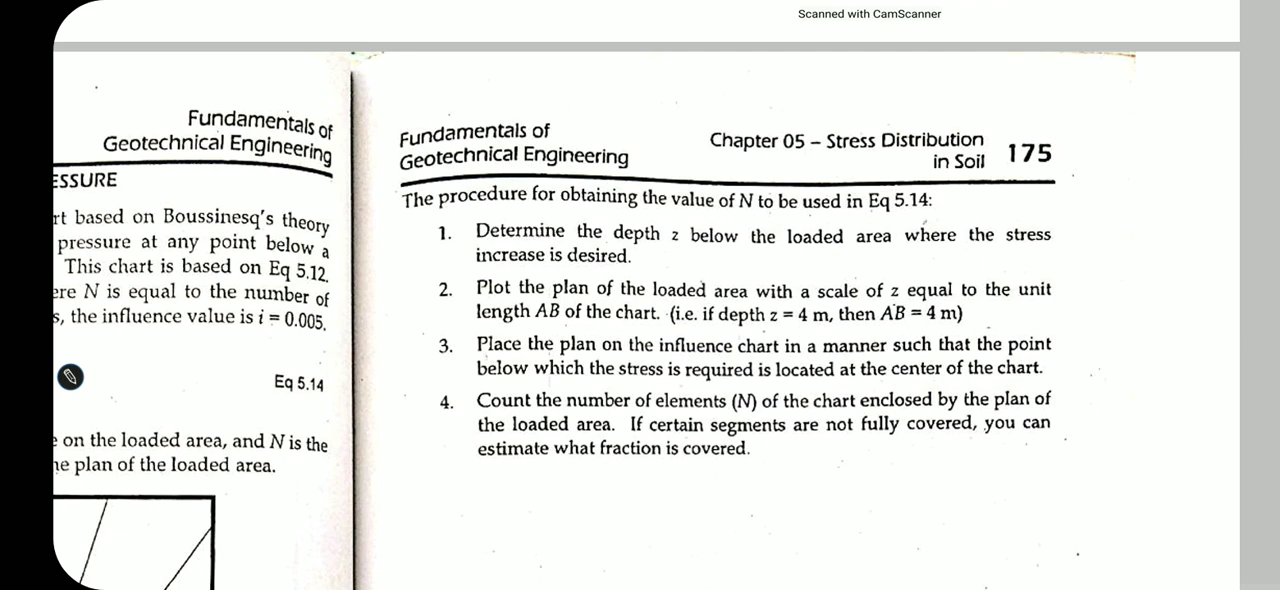 Scanned with CamScanner
Fundamentals of
Geotechnical Engineering
ESSURE
rt based on Boussinesq's theory
pressure at any point below a
This chart is based on Eq 5.12.
ere N is equal to the number of
s, the influence value is i = 0.005.
Eq 5.14
e on the loaded area, and N is the
he plan of the loaded area.
Fundamentals of
Geotechnical Engineering
Chapter 05 – Stress Distribution
in Soil
175
The procedure for obtaining the value of N to be used in Eq 5.14:
1. Determine the depth z below the loaded area where the stress
increase is desired.
2. Plot the plan of the loaded area with a scale of z equal to the unit
length AB of the chart. (i.e. if depth z = 4 m, then AB = 4 m)
3. Place the plan on the influence chart in a manner such that the point
below which the stress is required is located at the center of the chart.
4. Count the number of elements (N) of the chart enclosed by the plan of
the loaded area. If certain segments are not fully covered, you can
estimate what fraction is covered.